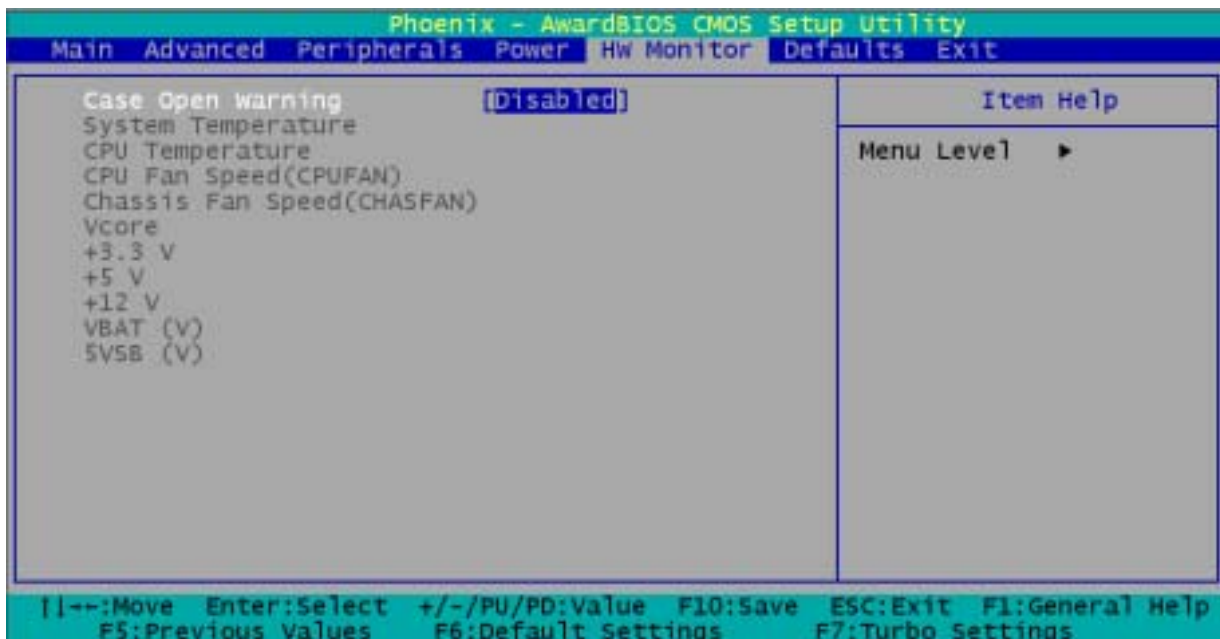 Phoenix - AwardBIOS CMOS Setup Utility
Main Advanced Peripherals Power HW Monitor Defaults Exit
Case Open Warning [Disabled]
System Temperature
CPU Temperature
CPU Fan Speed(CPUFAN)
Chassis Fan Speed(CHASFAN)
Vcore
+3.3 V
+5 V
+12 V
VBAT (V)
5VSB (V)
Item Help
Menu Level ►
↑↓→←:Move Enter:Select +/-/PU/PD:Value F10:Save ESC:Exit F1:General Help
F5:Previous Values F6:Default Settings F7:Turbo Settings